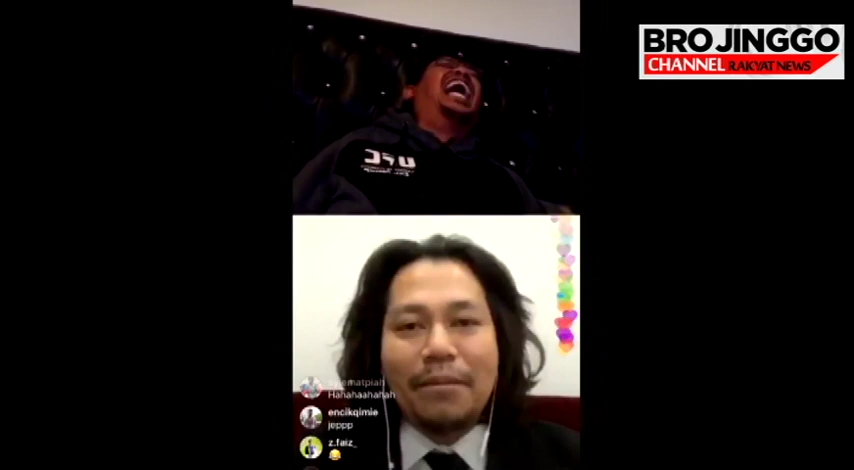 BRO JINGGO
CHANNEL RAKYAT NEWS
Hahahaahahah
encikqimie
jeppp
z.faiz_
😂